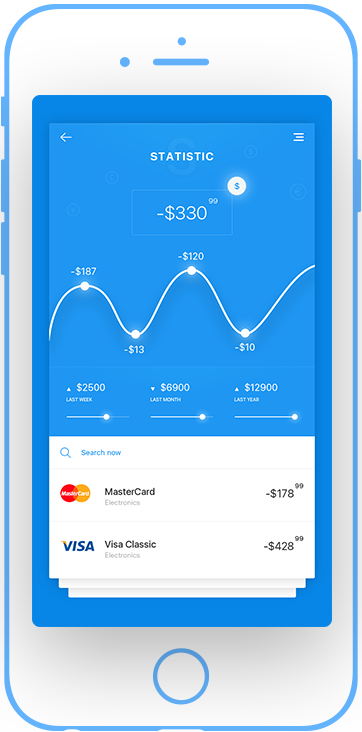 STATISTIC
$
-$330 99
-$120
-$187
-$13
-$10
▲ $2500 ▼ $6900 ▲ $12900
LAST WEEK LAST MONTH LAST YEAR
Search now
MasterCard MasterCard -$178 99
Electronics
VISA Visa Classic -$428 99
Electronics